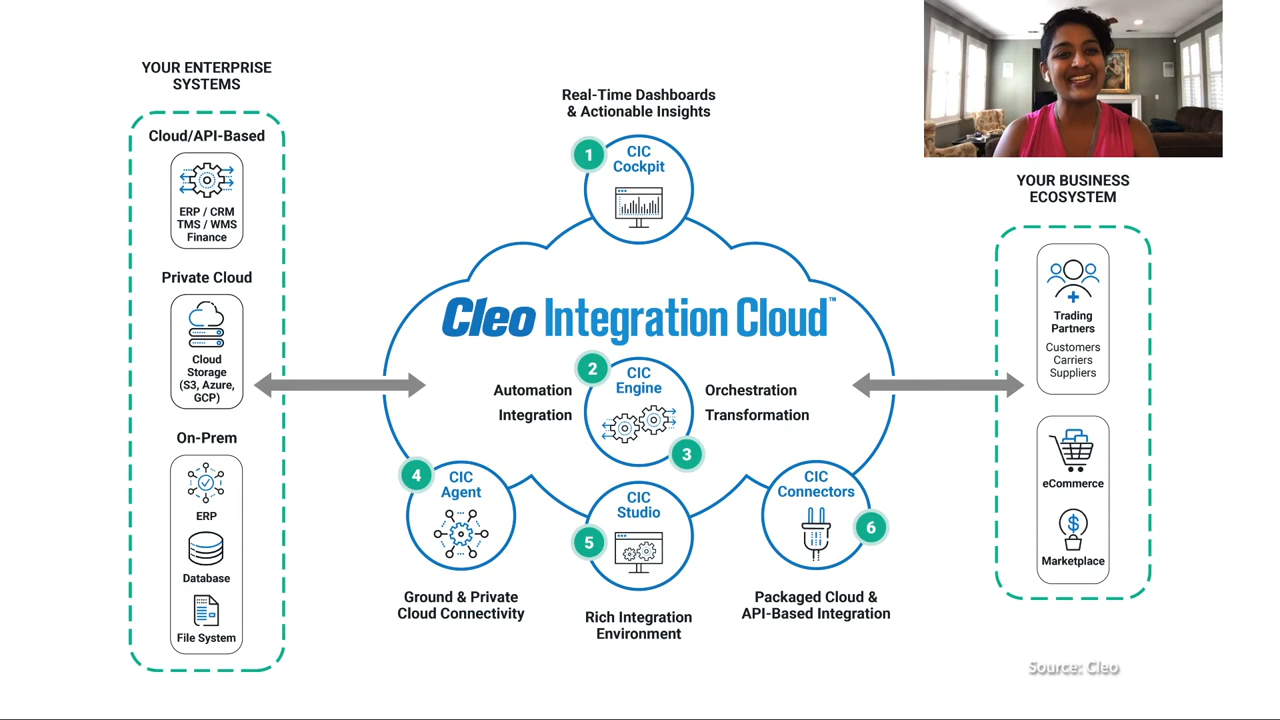 YOUR ENTERPRISE
SYSTEMS
Cloud/API-Based
ERP / CRM
TMS / WMS
Finance
Private Cloud
Cloud
Storage
(S3, Azure,
GCP)
On-Prem
ERP
Database
File System
Real-Time Dashboards
& Actionable Insights
1
CIC
Cockpit
Cleo Integration Cloud™
2
CIC
Engine
Automation
Integration
Orchestration
Transformation
3
4
CIC
Agent
Ground & Private
Cloud Connectivity
5
CIC
Studio
Rich Integration
Environment
CIC
Connectors
6
Packaged Cloud &
API-Based Integration
YOUR BUSINESS
ECOSYSTEM
Trading
Partners
Customers
Carriers
Suppliers
eCommerce
$
Marketplace
Source: Cleo